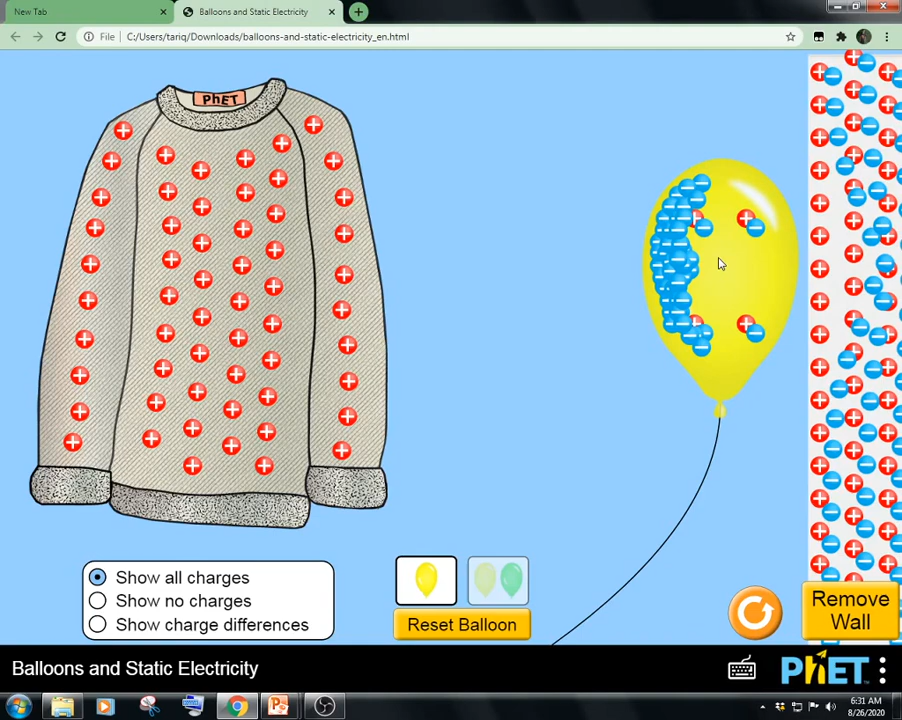 New Tab
Balloons and Static Electricity
File
C:/Users/tariq/Downloads/balloons-and-static-electricity_en.html
PhET
Show all charges
Show no charges
Show charge differences
Reset Balloon
Remove
Wall
Balloons and Static Electricity
PhET
6:31 AM
8/26/2020